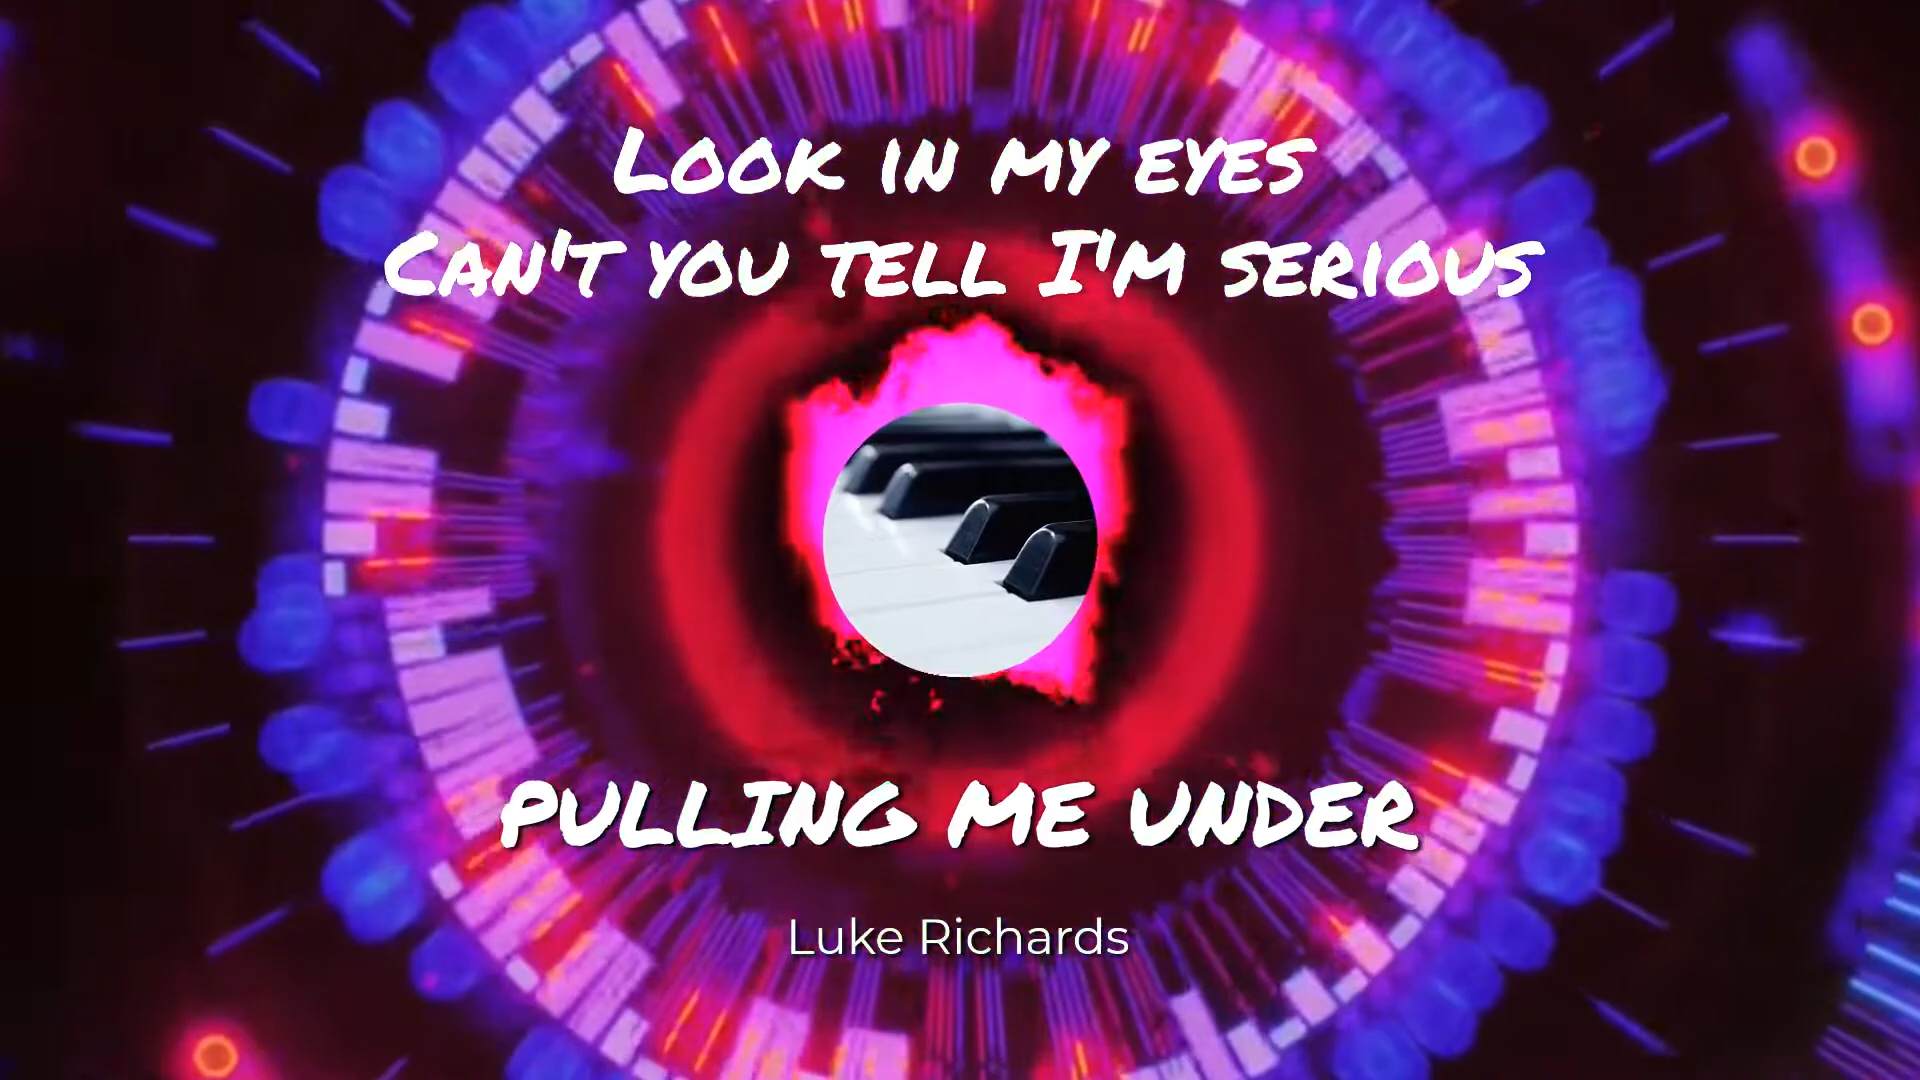 Look in my eyes
Can't you tell I'm serious
PULLING ME UNDER
Luke Richards